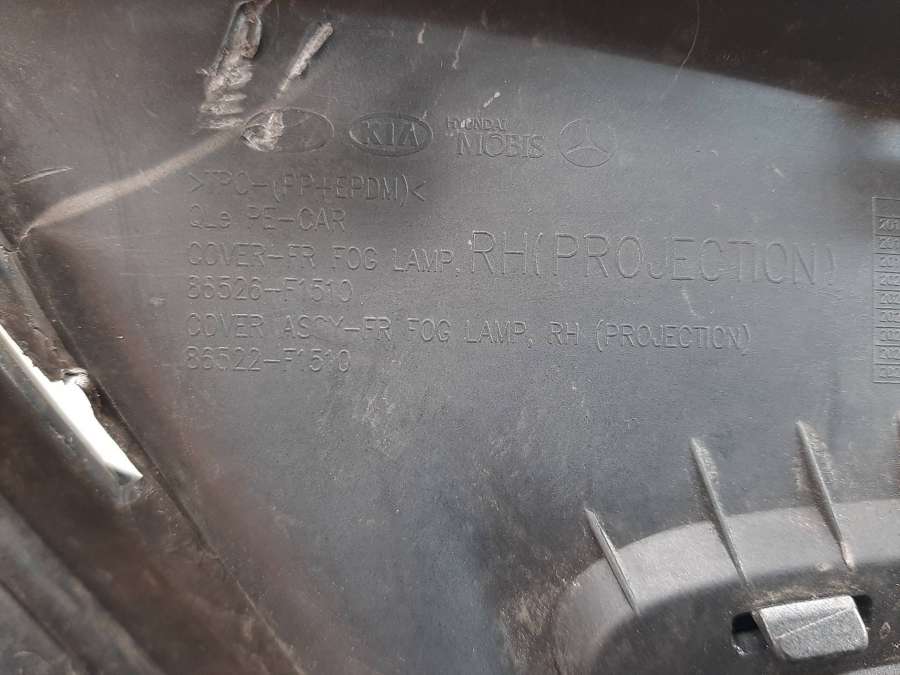 KIA
HYUNDAI
MOBIS
>TPO-(PP+EPDM)<
QLe PE-CAR
COVER-FR FOG LAMP, RH(PROJECTION)
86526-F1510
COVER ASSY-FR FOG LAMP, RH (PROJECTION)
86522-F1510